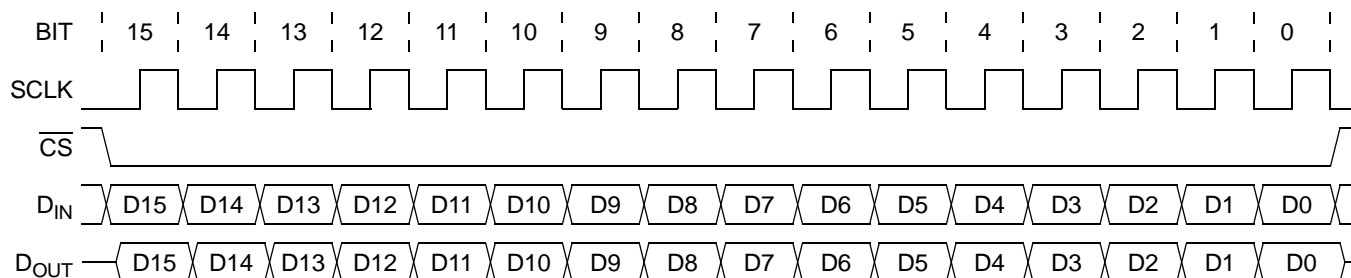 BIT 15 14 13 12 11 10 9 8 7 6 5 4 3 2 1 0
SCLK
CS
DIN D15 D14 D13 D12 D11 D10 D9 D8 D7 D6 D5 D4 D3 D2 D1 D0
DOUT D15 D14 D13 D12 D11 D10 D9 D8 D7 D6 D5 D4 D3 D2 D1 D0